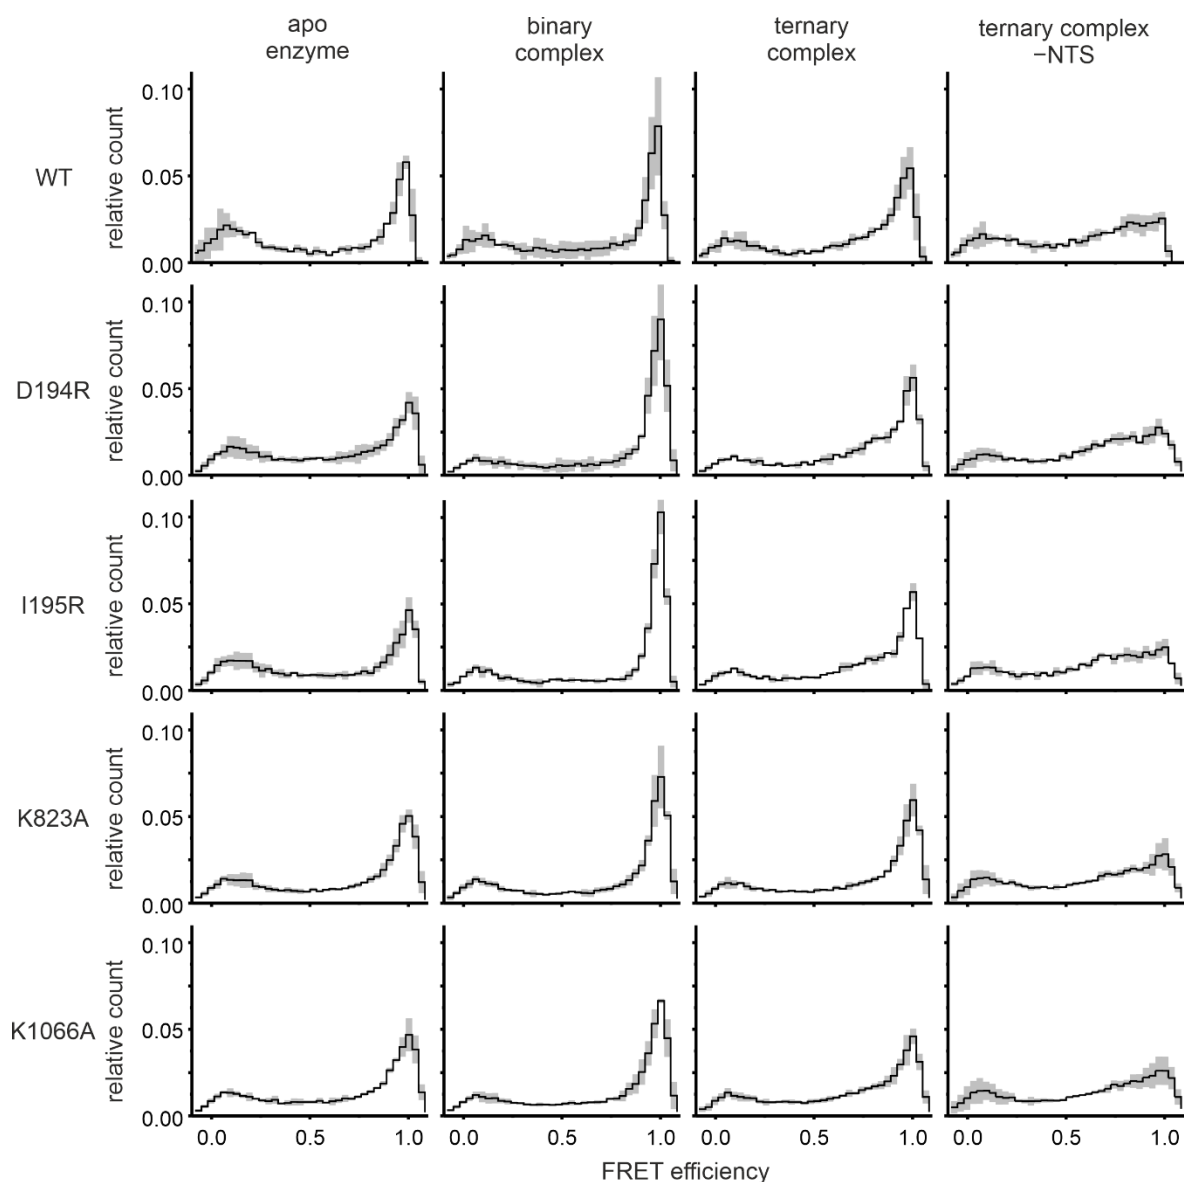 apo
enzyme
binary
complex
ternary
complex
ternary complex
−NTS
WT
relative count
0.10
0.05
0.00
D194R
relative count
0.10
0.05
0.00
I195R
relative count
0.10
0.05
0.00
K823A
relative count
0.10
0.05
0.00
K1066A
relative count
0.10
0.05
0.00
0.0 0.5 1.0 0.0 0.5 1.0 0.0 0.5 1.0 0.0 0.5 1.0
FRET efficiency